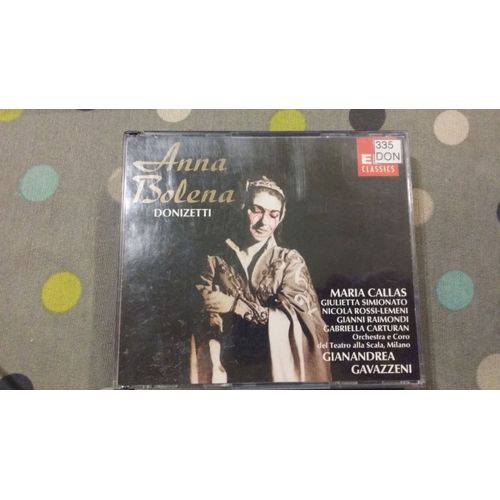 Anna
Bolena
DONIZETTI
E
335
DON
CLASSICS
MARIA CALLAS
GIULIETTA SIMIONATO
NICOLA ROSSI-LEMENI
GIANNI RAIMONDI
GABRIELLA CARTURAN
Orchestra e Coro
del Teatro alla Scala, Milano
GIANANDREA
GAVAZZENI